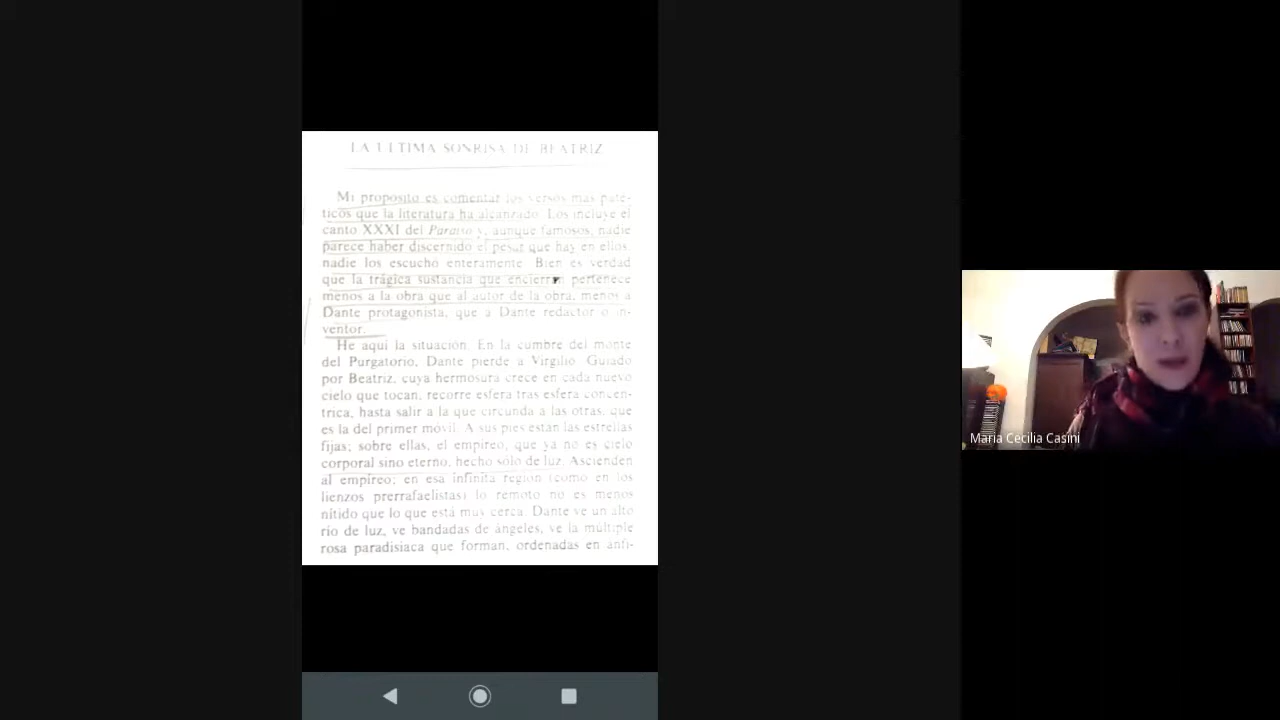 LA ULTIMA SONRISA DE BEATRIZ
Mi proposito es comentar los versos mas pate-
ticos que la literatura ha alcanzado. Los incluye el
canto XXXI del Paraiso y, aunque famosos, nadie
parece haber discernido el pesar que hay en ellos,
nadie los escuchó enteramente. Bien es verdad
que la trágica sustancia que encierran pertenece
menos a la obra que al autor de la obra, menos a
Dante protagonista, que a Dante redactor o in-
ventor.
He aqui la situación. En la cumbre del monte
del Purgatorio, Dante pierde a Virgilio. Guiado
por Beatriz, cuya hermosura crece en cada nuevo
cielo que tocan, recorre esfera tras esfera concén-
trica, hasta salir a la que circunda a las otras, que
es la del primer móvil. A sus pies están las estrellas
fijas; sobre ellas, el empíreo, que ya no es cielo
corporal sino eterno, hecho sólo de luz. Ascienden
al empíreo; en esa infinita región (como en los
lienzos prerrafaelistas) lo remoto no es menos
nítido que lo que está muy cerca. Dante ve un alto
río de luz, ve bandadas de ángeles, ve la múltiple
rosa paradisíaca que forman, ordenadas en anfi-
Maria Cecilia Casini